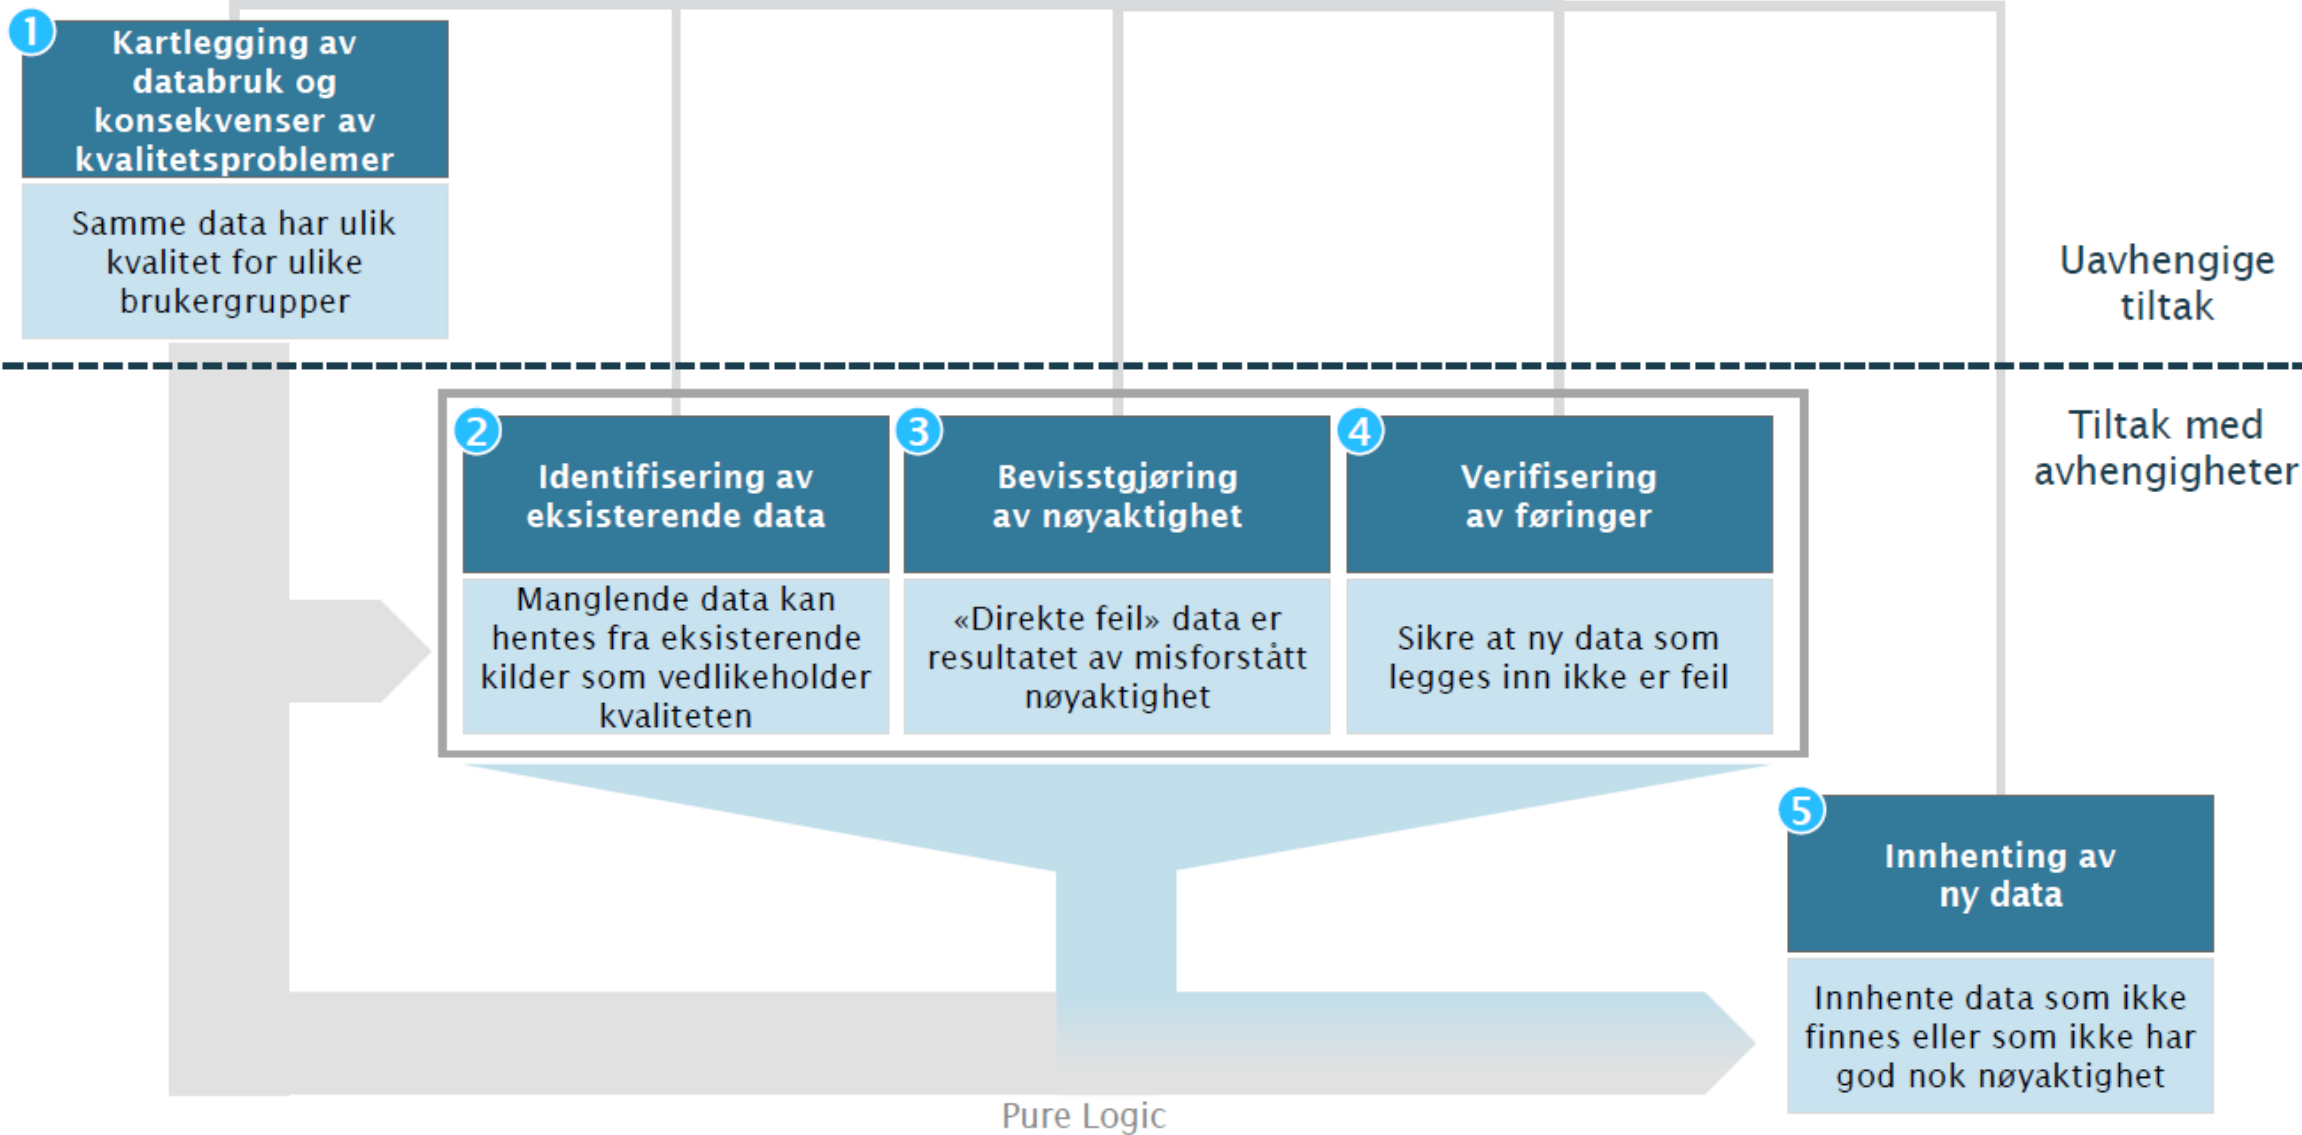 1
Kartlegging av
databruk og
konsekvenser av
kvalitetsproblemer
Samme data har ulik
kvalitet for ulike
brukergrupper
Uavhengige
tiltak
Tiltak med
avhengigheter
2
Identifisering av
eksisterende data
Manglende data kan
hentes fra eksisterende
kilder som vedlikeholder
kvaliteten
3
Bevisstgjøring
av nøyaktighet
«Direkte feil» data er
resultatet av misforstått
nøyaktighet
4
Verifisering
av føringer
Sikre at ny data som
legges inn ikke er feil
5
Innhenting av
ny data
Innhente data som ikke
finnes eller som ikke har
god nok nøyaktighet
Pure Logic